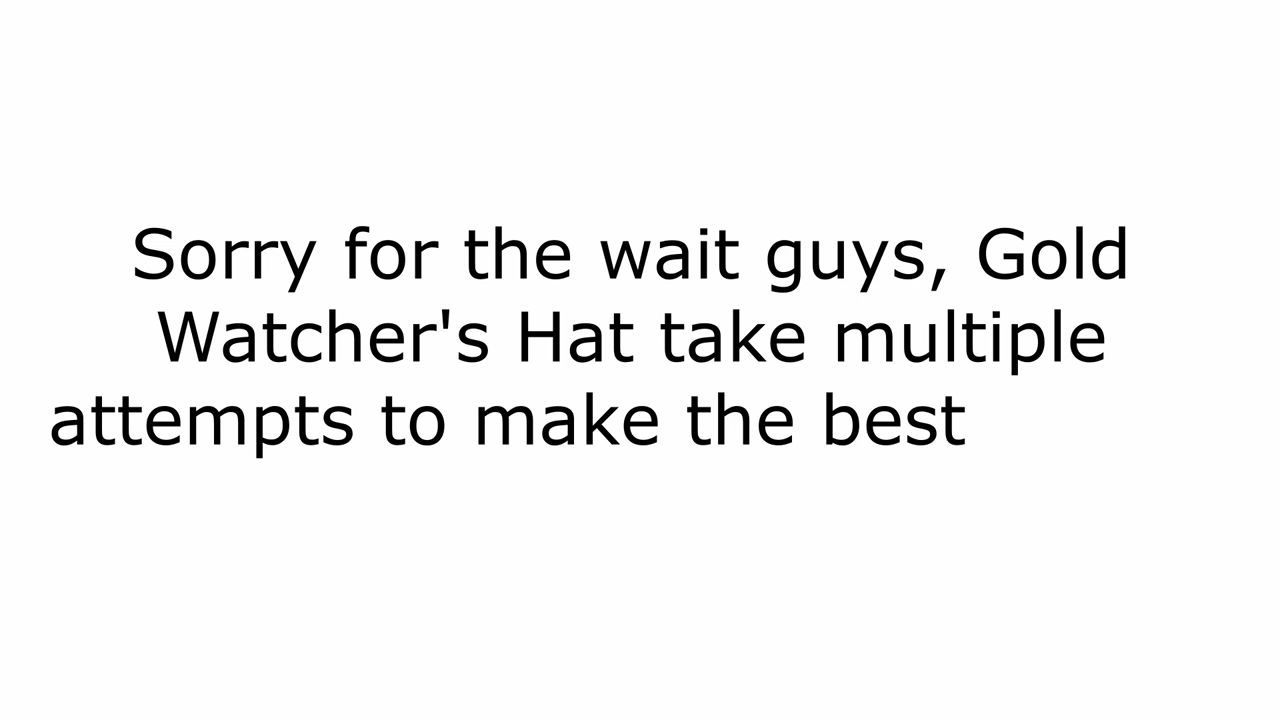 Sorry for the wait guys, Gold
Watcher's Hat take multiple
attempts to make the best